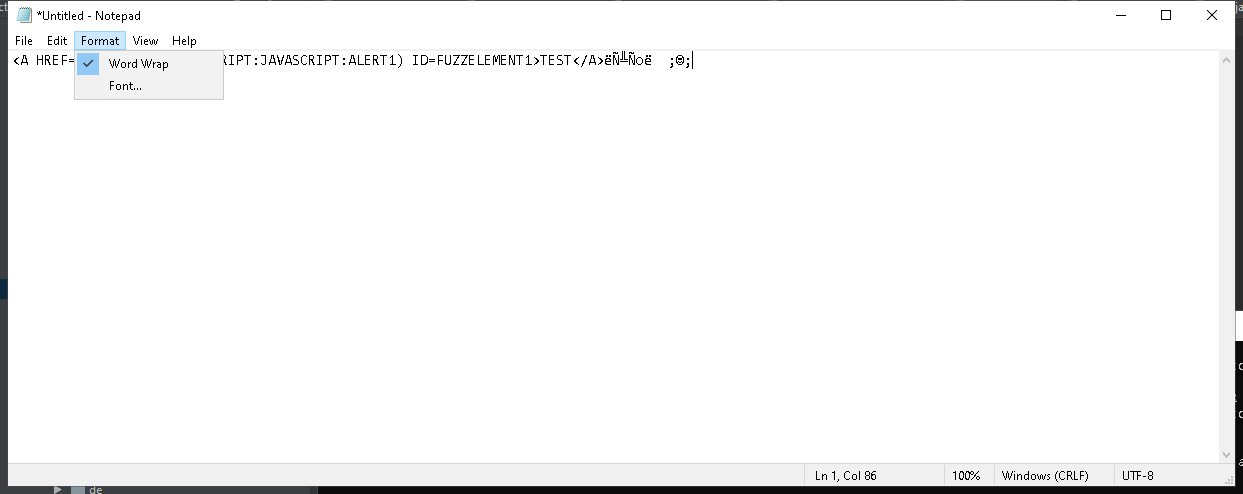 *Untitled - Notepad
File Edit Format View Help
<A HREF=
RIPT:JAVASCRIPT:ALERT1) ID=FUZZELEMENT1>TEST</A>ëÑ╩Ñoë ;☺;
Word Wrap
Font...
Ln 1, Col 86
100%
Windows (CRLF)
UTF-8
de